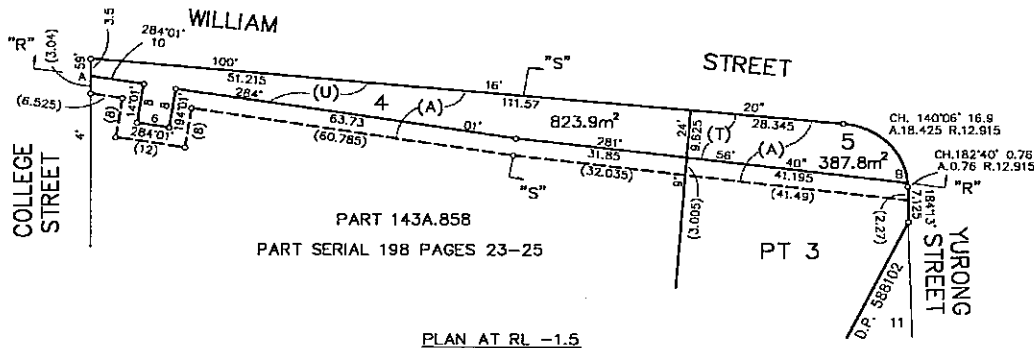 WILLIAM
STREET
"R"
(3.04)
3.5
59'
284°01'
10
A
(6.525)
4'
14°01'
8
6
8
194°01'
(8)
(8)
284°01'
(12)
100°
51.215
16'
111.57
"S"
284°
(U)
4
(A)
823.9m²
63.73
01'
(60.785)
281°
31.85
(32.035)
"S"
24'
9.625
9°
(3.005)
20"
28.345
(T)
(A)
56'
40"
41.195
(41.49)
5
387.8m²
CH. 140°06' 16.9
A.18.425 R.12.915
CH.182°40' 0.76
A.0.76 R.12.915
B
"R"
7.125
(2.27)
COLLEGE
STREET
PART 143A.858
PART SERIAL 198 PAGES 23-25
PT 3
YURONG
STREET
D.P. 588102
11
PLAN AT RL -1.5